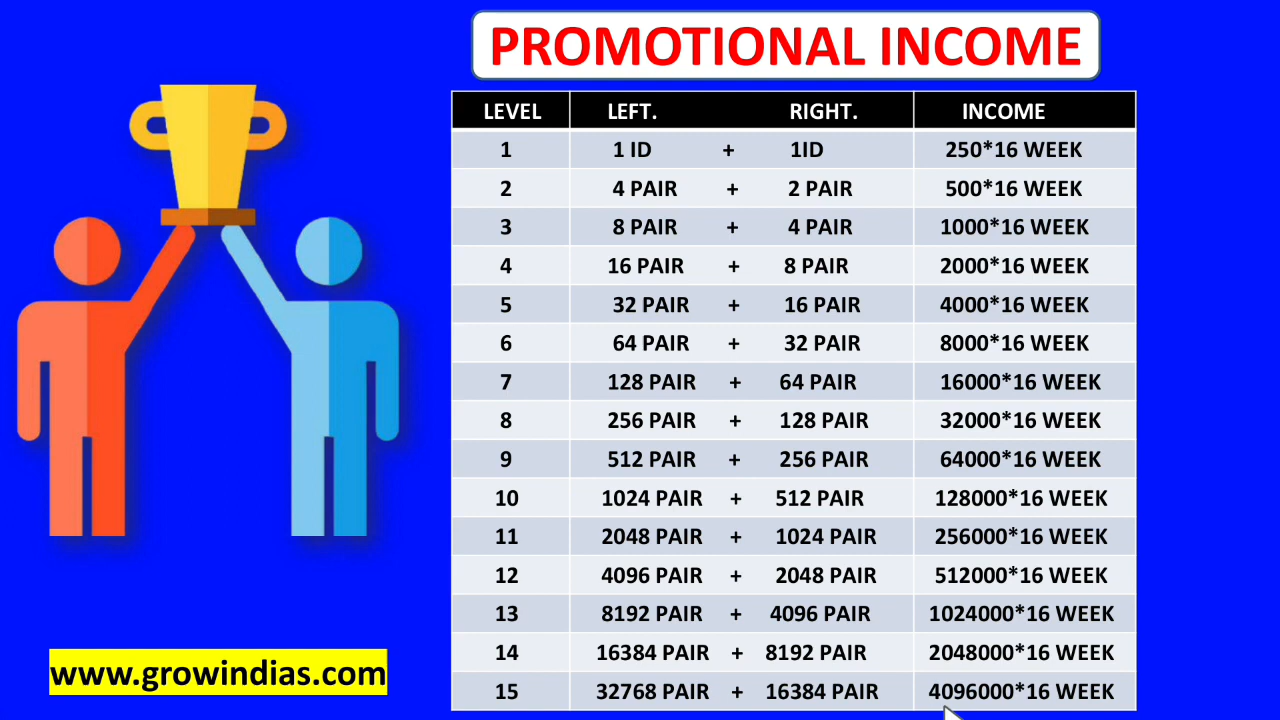 PROMOTIONAL INCOME
LEVEL LEFT. RIGHT. INCOME
1 1 ID + 1ID 250*16 WEEK
2 4 PAIR + 2 PAIR 500*16 WEEK
3 8 PAIR + 4 PAIR 1000*16 WEEK
4 16 PAIR + 8 PAIR 2000*16 WEEK
5 32 PAIR + 16 PAIR 4000*16 WEEK
6 64 PAIR + 32 PAIR 8000*16 WEEK
7 128 PAIR + 64 PAIR 16000*16 WEEK
8 256 PAIR + 128 PAIR 32000*16 WEEK
9 512 PAIR + 256 PAIR 64000*16 WEEK
10 1024 PAIR + 512 PAIR 128000*16 WEEK
11 2048 PAIR + 1024 PAIR 256000*16 WEEK
12 4096 PAIR + 2048 PAIR 512000*16 WEEK
13 8192 PAIR + 4096 PAIR 1024000*16 WEEK
14 16384 PAIR + 8192 PAIR 2048000*16 WEEK
15 32768 PAIR + 16384 PAIR 4096000*16 WEEK
www.growindias.com